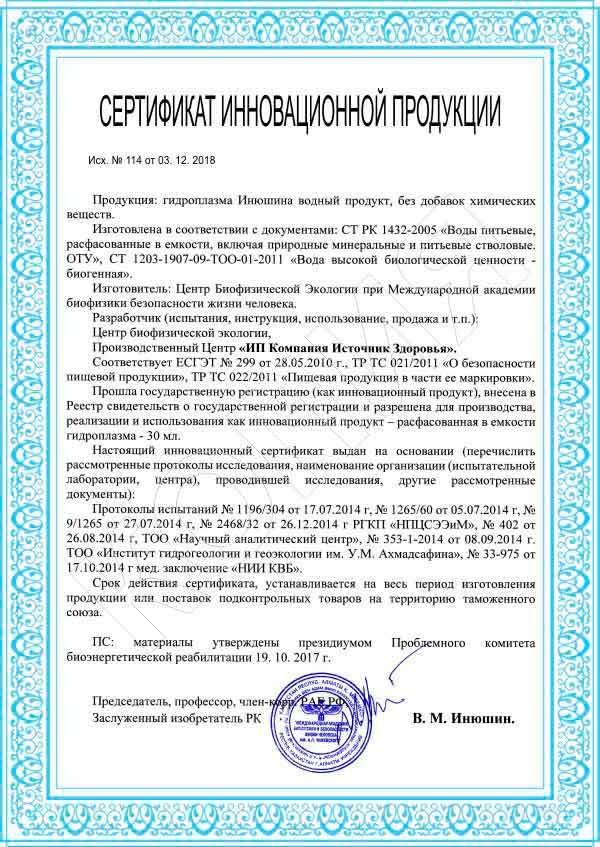 СЕРТИФИКАТ ИННОВАЦИОННОЙ ПРОДУКЦИИ
Исх. № 114 от 03. 12. 2018
Продукция: гидроплазма Инюшина водный продукт, без добавок химических
веществ.
Изготовлена в соответствии с документами: СТ РК 1432-2005 «Воды питьевые,
расфасованные в емкости, включая природные минеральные и питьевые стволовые.
ОТУ», СТ 1203-1907-09-ТОО-01-2011 «Вода высокой биологической ценности -
биогенная».
Изготовитель: Центр Биофизической Экологии при Международной академии
биофизики безопасности жизни человека.
Разработчик (испытания, инструкция, использование, продажа и т.п.):
Центр биофизической экологии,
Производственный Центр «ИП Компания Источник Здоровья».
Соответствует ЕСГЭТ № 299 от 28.05.2010 г., ТР ТС 021/2011 «О безопасности
пищевой продукции», ТР ТС 022/2011 «Пищевая продукция в части ее маркировки».
Прошла государственную регистрацию (как инновационный продукт), внесена в
Реестр свидетельств о государственной регистрации и разрешена для производства,
реализации и использования как инновационный продукт – расфасованная в емкости
гидроплазма - 30 мл.
Настоящий инновационный сертификат выдан на основании (перечислить
рассмотренные протоколы исследования, наименование организации (испытательной
лаборатории, центра), проводившей исследования, другие рассмотренные
документы):
Протоколы испытаний № 1196/304 от 17.07.2014 г, № 1265/60 от 05.07.2014 г, №
9/1265 от 27.07.2014 г, № 2468/32 от 26.12.2014 г РГКП «НПЦСЭЭиМ», № 402 от
26.08.2014 г, ТОО «Научный аналитический центр», № 353-1-2014 от 08.09.2014 г.
ТОО «Институт гидрогеологии и геоэкологии им. У.М. Ахмадсафина», № 33-975 от
17.10.2014 г мед. заключение «НИИ КВБ».
Срок действия сертификата, устанавливается на весь период изготовления
продукции или поставок подконтрольных товаров на территорию таможенного
союза.
ПС: материалы утверждены президиумом Проблемного комитета
биоэнергетической реабилитации 19. 10. 2017 г.
Председатель, профессор, член-корр. РАЕ РФ,
Заслуженный изобретатель РК
В. М. Инюшин.
КОПИЯ